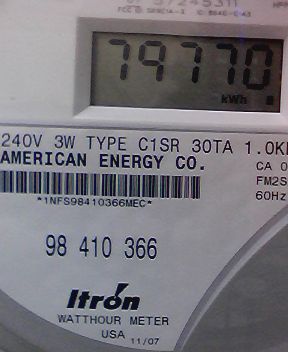 79770
kWh
240V 3W TYPE C1SR 30TA 1.0K
AMERICAN ENERGY CO.
CA 0
FM2S
60Hz
*1NFS98410366MEC*
98 410 366
Itron
WATTHOUR METER
USA 11/07